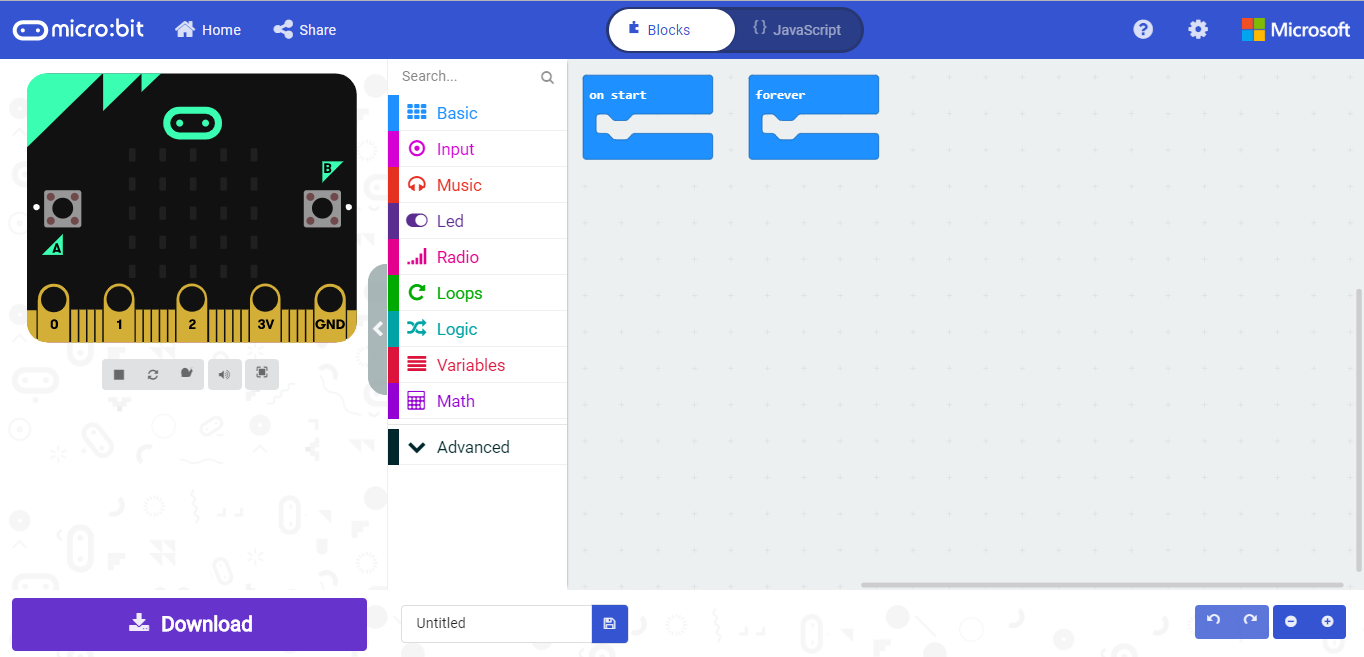 micro:bit
Home
Share
Blocks
{} JavaScript
?
Microsoft
B
A
0 1 2 3V GND
Search...
Basic
Input
Music
Led
Radio
Loops
Logic
Variables
Math
Advanced
on start
forever
Download
Untitled